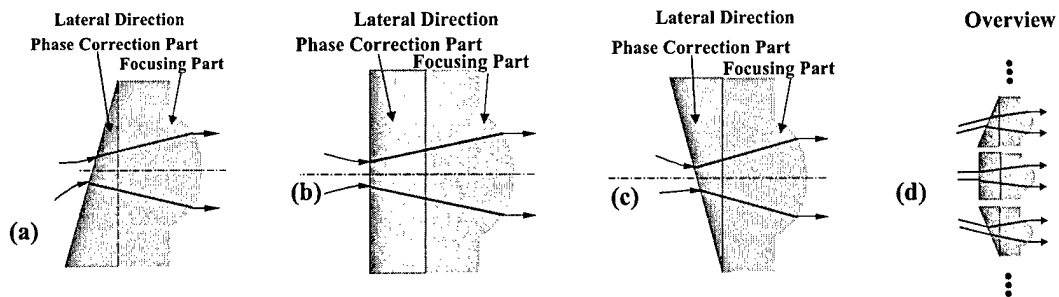 Lateral Direction
Phase Correction Part
Focusing Part
(a)
Lateral Direction
Phase Correction Part
Focusing Part
(b)
Lateral Direction
Phase Correction Part
Focusing Part
(c)
Overview
(d)